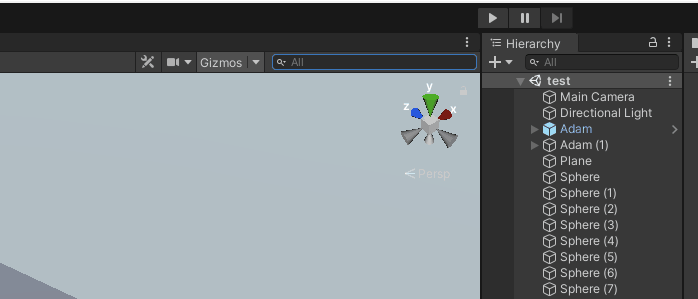 Hierarchy
Gizmos
All
All
test
y
z
x
Persp
Main Camera
Directional Light
Adam
Adam (1)
Plane
Sphere
Sphere (1)
Sphere (2)
Sphere (3)
Sphere (4)
Sphere (5)
Sphere (6)
Sphere (7)